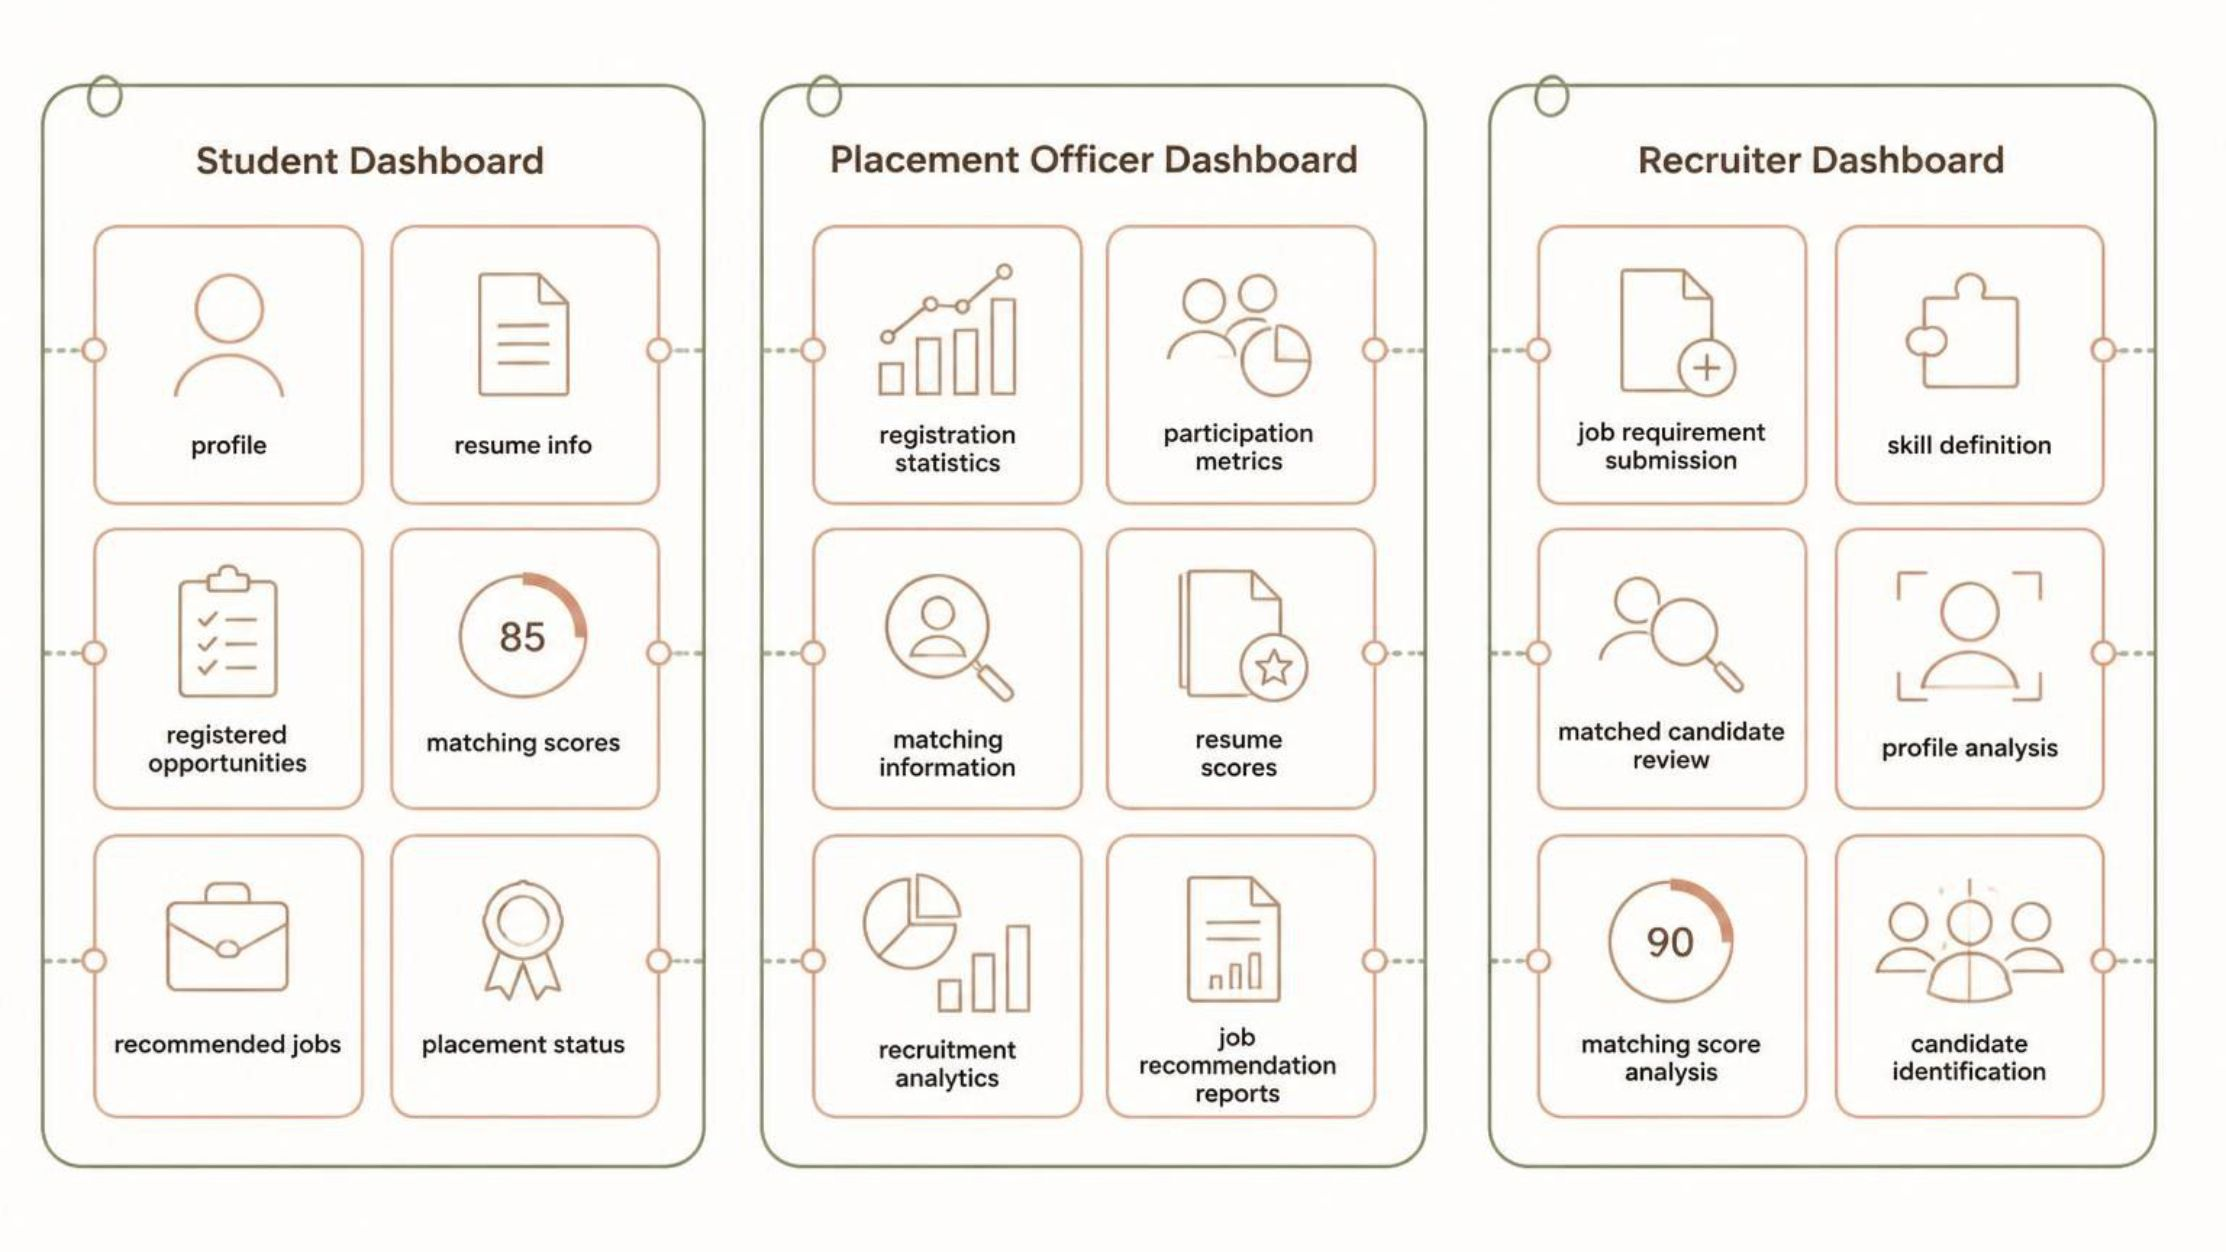 Student Dashboard
profile
resume info
registered
opportunities
85
matching scores
recommended jobs
placement status
Placement Officer Dashboard
registration
statistics
participation
metrics
matching
information
resume
scores
recruitment
analytics
job
recommendation
reports
Recruiter Dashboard
job requirement
submission
skill definition
matched candidate
review
profile analysis
90
matching score
analysis
candidate
identification